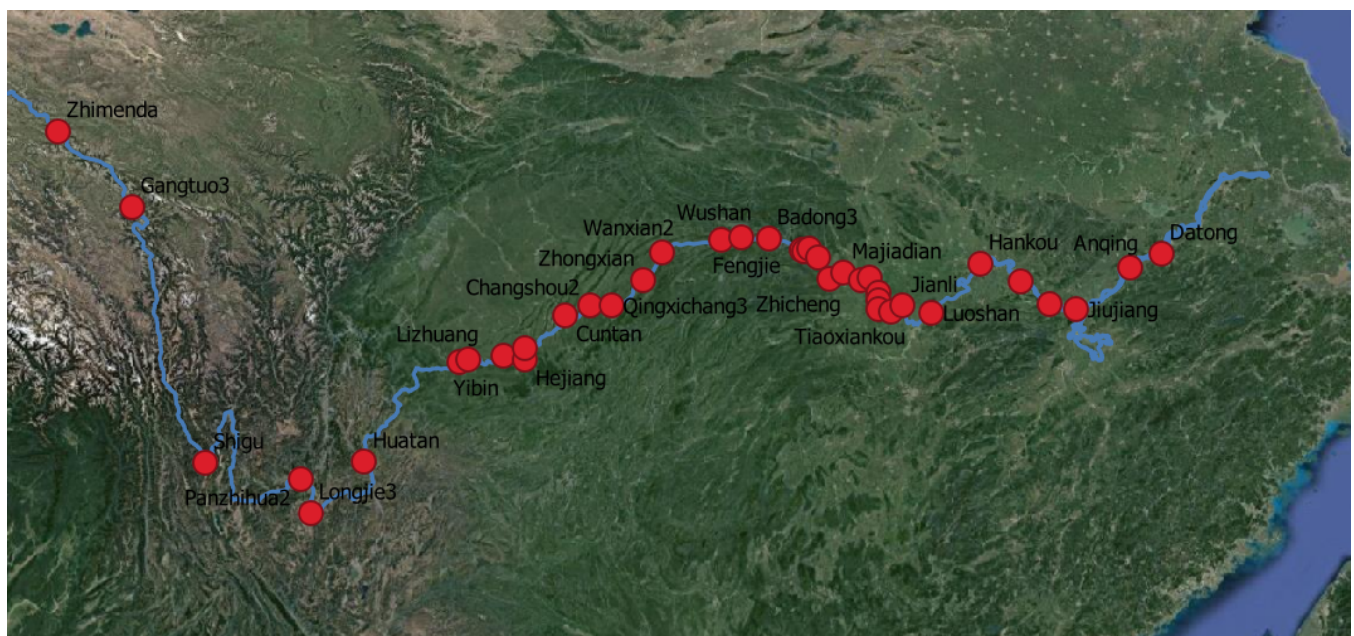 Zhimenda
Gangtuo3
Wushan
Badong3
Wanxian2
Hankou
Datong
Zhongxian
Fengjie
Majiadian
Anqing
Changshou2
Qingxichang3
Zhicheng
Jianli
Luoshan
Jiujiang
Lizhuang
Cuntan
Tiaoxiankou
Yibin
Hejiang
Shigu
Huatan
Panzhihua2
Longjie3